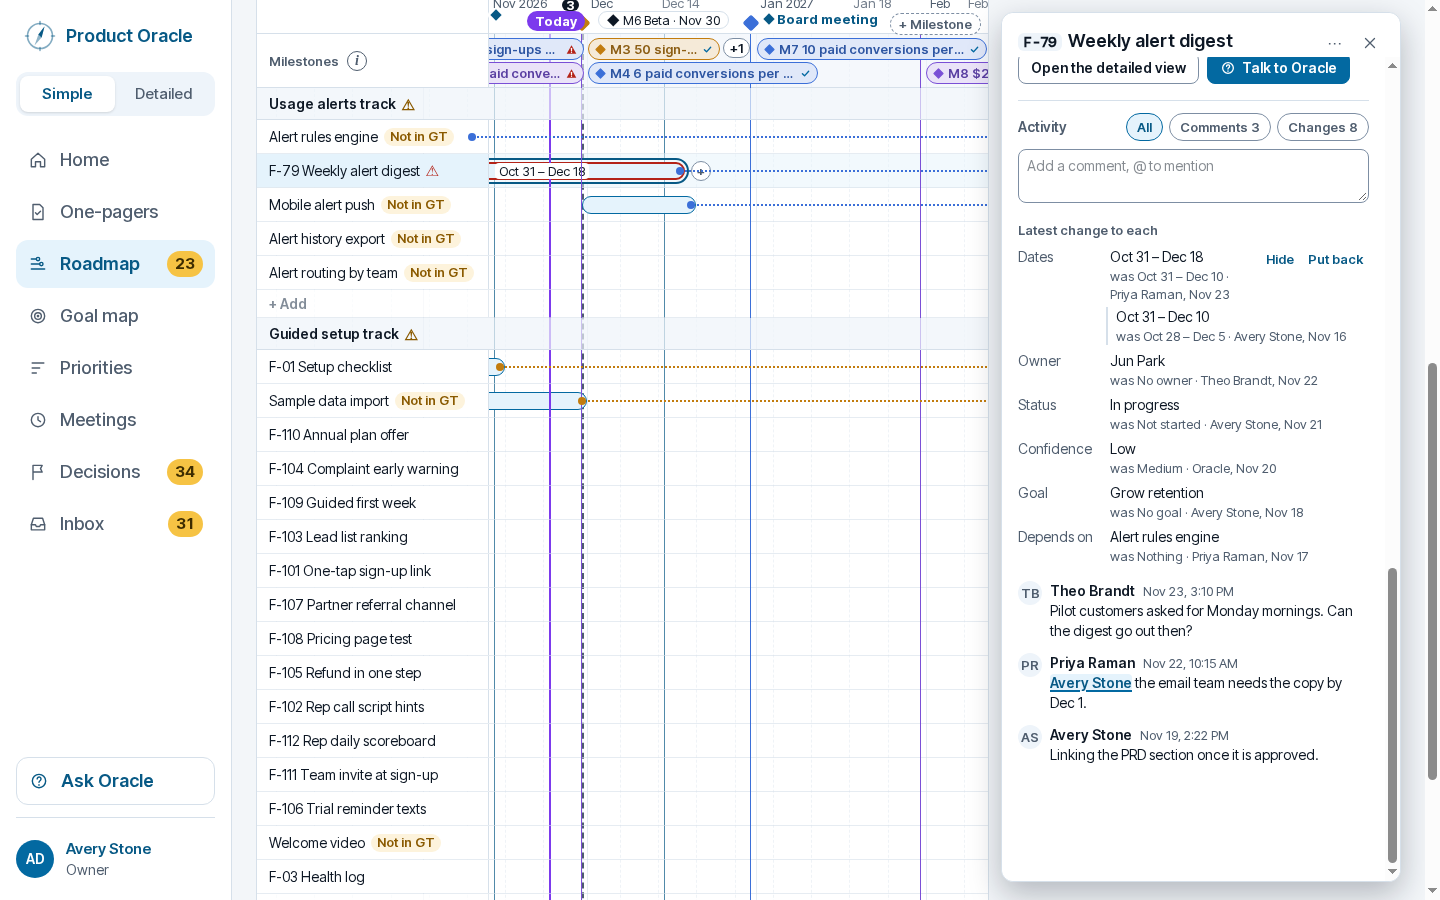 Product Oracle
Simple
Detailed
Home
One-pagers
Roadmap 23
Goal map
Priorities
Meetings
Decisions 34
Inbox 31
Ask Oracle
AD
Avery Stone
Owner
Nov 2026
3
Dec
Dec 14
Jan 2027
Jan 18
Feb
Feb
Today
M6 Beta · Nov 30
Board meeting
+ Milestone
Milestones i
sign-ups ...
M3 50 sign-...
+1
M7 10 paid conversions per...
aid conve...
M4 6 paid conversions per ...
M8 $2
Usage alerts track
Alert rules engine Not in GT
F-79 Weekly alert digest
Oct 31 – Dec 18
+
Mobile alert push Not in GT
Alert history export Not in GT
Alert routing by team Not in GT
+ Add
Guided setup track
F-01 Setup checklist
Sample data import Not in GT
F-110 Annual plan offer
F-104 Complaint early warning
F-109 Guided first week
F-103 Lead list ranking
F-101 One-tap sign-up link
F-107 Partner referral channel
F-108 Pricing page test
F-105 Refund in one step
F-102 Rep call script hints
F-112 Rep daily scoreboard
F-111 Team invite at sign-up
F-106 Trial reminder texts
Welcome video Not in GT
F-03 Health log
F-79 Weekly alert digest
Open the detailed view
Talk to Oracle
Activity
All
Comments 3
Changes 8
Add a comment, @ to mention
Latest change to each
Dates
Oct 31 – Dec 18
Hide
Put back
was Oct 31 – Dec 10 ·
Priya Raman, Nov 23
Oct 31 – Dec 10
was Oct 28 – Dec 5 · Avery Stone, Nov 16
Owner
Jun Park
was No owner · Theo Brandt, Nov 22
Status
In progress
was Not started · Avery Stone, Nov 21
Confidence
Low
was Medium · Oracle, Nov 20
Goal
Grow retention
was No goal · Avery Stone, Nov 18
Depends on
Alert rules engine
was Nothing · Priya Raman, Nov 17
TB
Theo Brandt Nov 23, 3:10 PM
Pilot customers asked for Monday mornings. Can
the digest go out then?
PR
Priya Raman Nov 22, 10:15 AM
Avery Stone the email team needs the copy by
Dec 1.
AS
Avery Stone Nov 19, 2:22 PM
Linking the PRD section once it is approved.